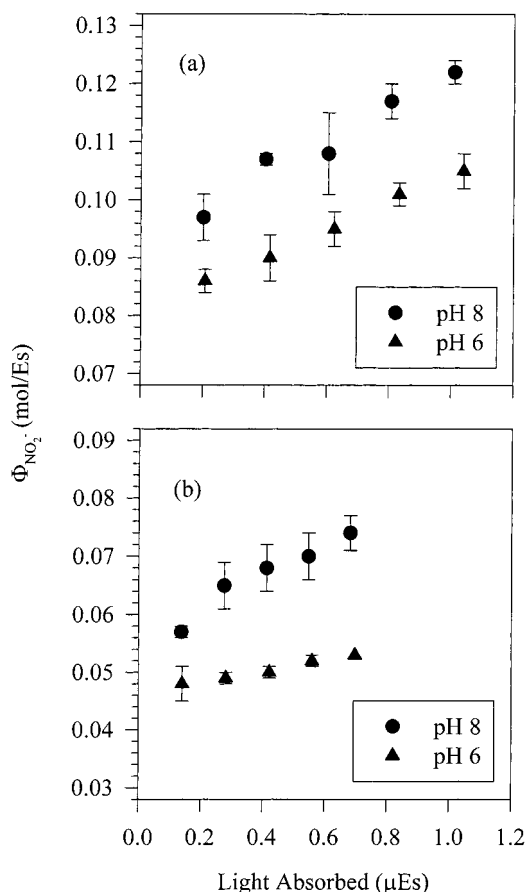 0.13
(a)
0.12
0.11
0.10
0.09
0.08
0.07
pH 8
pH 6
Φ_NO₂⁻ (mol/Es)
0.09
(b)
0.08
0.07
0.06
0.05
0.04
0.03
pH 8
pH 6
0.0 0.2 0.4 0.6 0.8 1.0 1.2
Light Absorbed (μEs)